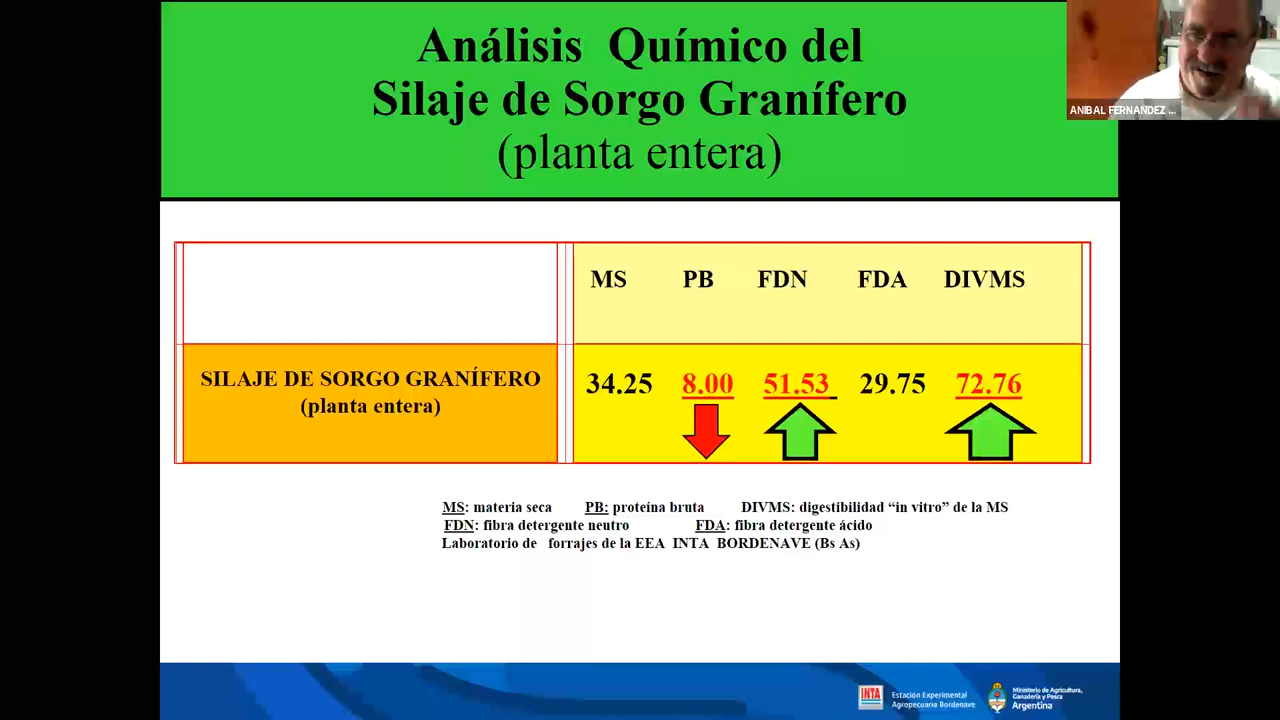 Análisis Químico del
Silaje de Sorgo Granífero
(planta entera)
ANIBAL FERNANDEZ ...
MS PB FDN FDA DIVMS
SILAJE DE SORGO GRANÍFERO
(planta entera)
34.25 8.00 51.53 29.75 72.76
MS: materia seca PB: proteína bruta DIVMS: digestibilidad “in vitro” de la MS
FDN: fibra detergente neutro FDA: fibra detergente ácido
Laboratorio de forrajes de la EEA INTA BORDENAVE (Bs As)
INTA
Estación Experimental
Agropecuaria Bordenave
Ministerio de Agricultura,
Ganadería y Pesca
Argentina